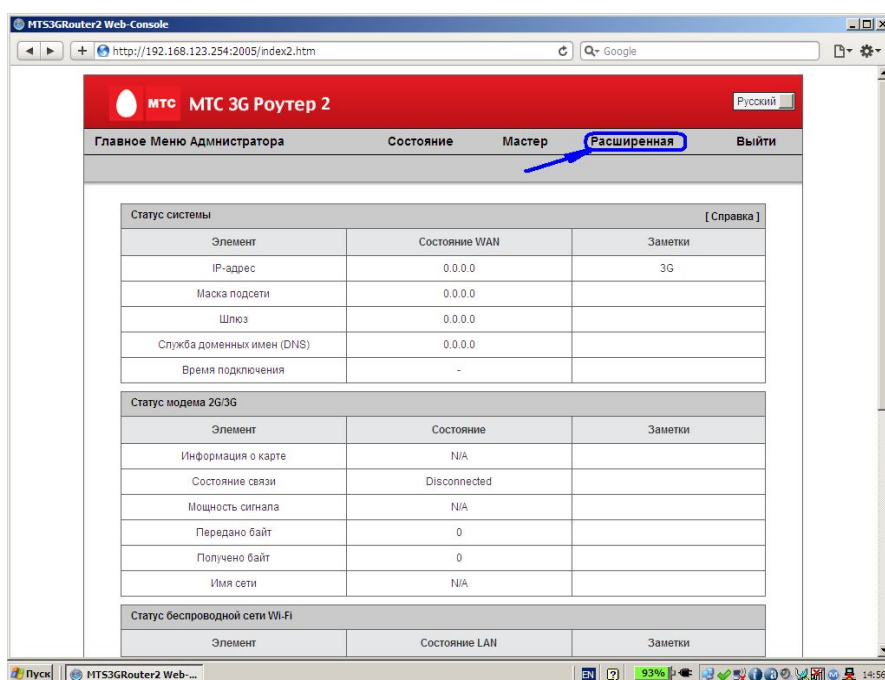 MTS3GRouter2 Web-Console
http://192.168.123.254:2005/index2.htm
Google
МТС МТС 3G Роутер 2
Русский
Главное Меню Адмнистратора Состояние Мастер Расширенная Выйти
Статус системы [ Справка ]
Элемент Состояние WAN Заметки
IP-адрес 0.0.0.0 3G
Маска подсети 0.0.0.0
Шлюз 0.0.0.0
Служба доменных имен (DNS) 0.0.0.0
Время подключения -
Статус модема 2G/3G
Элемент Состояние Заметки
Информация о карте N/A
Состояние связи Disconnected
Мощность сигнала N/A
Передано байт 0
Получено байт 0
Имя сети N/A
Статус беспроводной сети Wi-Fi
Элемент Состояние LAN Заметки
Пуск MTS3GRouter2 Web-... EN 93% 14:56